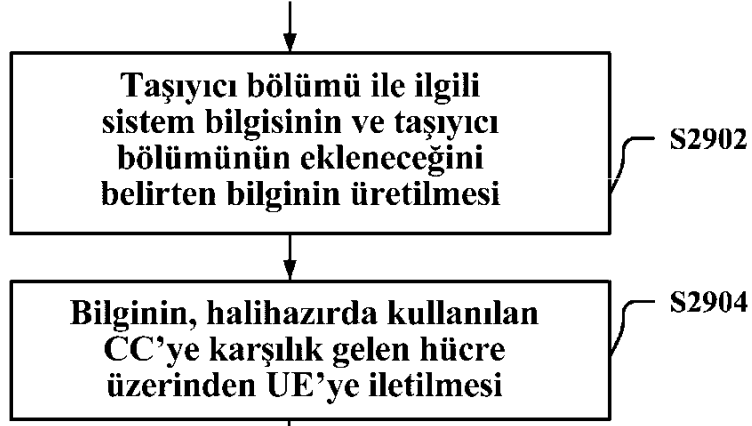 Taşıyıcı bölümü ile ilgili
sistem bilgisinin ve taşıyıcı
bölümünün ekleneceğini
belirten bilginin üretilmesi
S2902
Bilginin, halihazırda kullanılan
CC’ye karşılık gelen hücre
üzerinden UE’ye iletilmesi
S2904